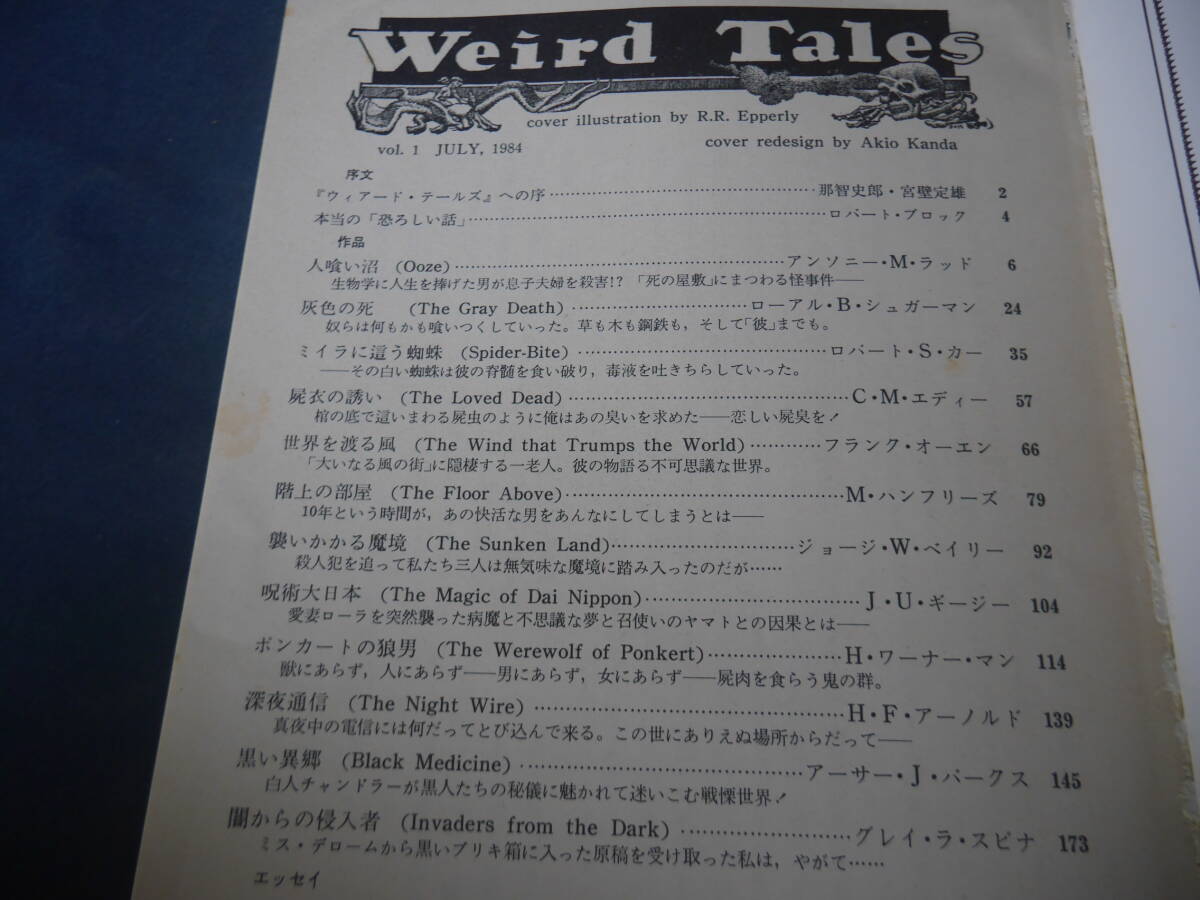 Weird Tales
cover illustration by R.R. Epperly
vol. 1 JULY, 1984
cover redesign by Akio Kanda
序文
『ウィアード・テールズ』への序……那智史郎・宮壁定雄 2
本当の「恐ろしい話」……ロバート・ブロック 4
作品
人喰い沼 (Ooze)……アンソニー・M・ラッド 6
生物学に人生を捧げた男が息子夫婦を殺害!? 「死の屋敷」にまつわる怪事件――
灰色の死 (The Gray Death)……ローアル・B・シュガーマン 24
奴らは何もかも喰いつくしていった。草も木も鋼鉄も，そして「彼」までも。
ミイラに這う蜘蛛 (Spider-Bite)……ロバート・S・カー 35
――その白い蜘蛛は彼の脊髄を食い破り，毒液を吐きちらしていった。
屍衣の誘い (The Loved Dead)……C・M・エディー 57
棺の底で這いまわる屍虫のように俺はあの臭いを求めた――恋しい屍臭を！
世界を渡る風 (The Wind that Trumps the World)……フランク・オーエン 66
「大いなる風の街」に隠棲する一老人。彼の物語る不可思議な世界。
階上の部屋 (The Floor Above)……M・ハンフリーズ 79
10年という時間が，あの快活な男をあんなにしてしまうとは――
襲いかかる魔境 (The Sunken Land)……ジョージ・W・ベイリー 92
殺人犯を追って私たち三人は無気味な魔境に踏み入ったのだが……
呪術大日本 (The Magic of Dai Nippon)……J・U・ギージー 104
愛妻ローラを突然襲った病魔と不思議な夢と召使いのヤマトとの因果とは――
ポンカートの狼男 (The Werewolf of Ponkert)……H・ワーナー・マン 114
獣にあらず，人にあらず――男にあらず，女にあらず――屍肉を食らう鬼の群。
深夜通信 (The Night Wire)……H・F・アーノルド 139
真夜中の電信には何だってとび込んで来る。この世にありえぬ場所からだって――
黒い異郷 (Black Medicine)……アーサー・J・バークス 145
白人チャンドラーが黒人たちの秘儀に魅かれて迷いこむ戦慄世界！
闇からの侵入者 (Invaders from the Dark)……グレイ・ラ・スピナ 173
ミス・デロームから黒いブリキ箱に入った原稿を受け取った私は，やがて……
エッセイ